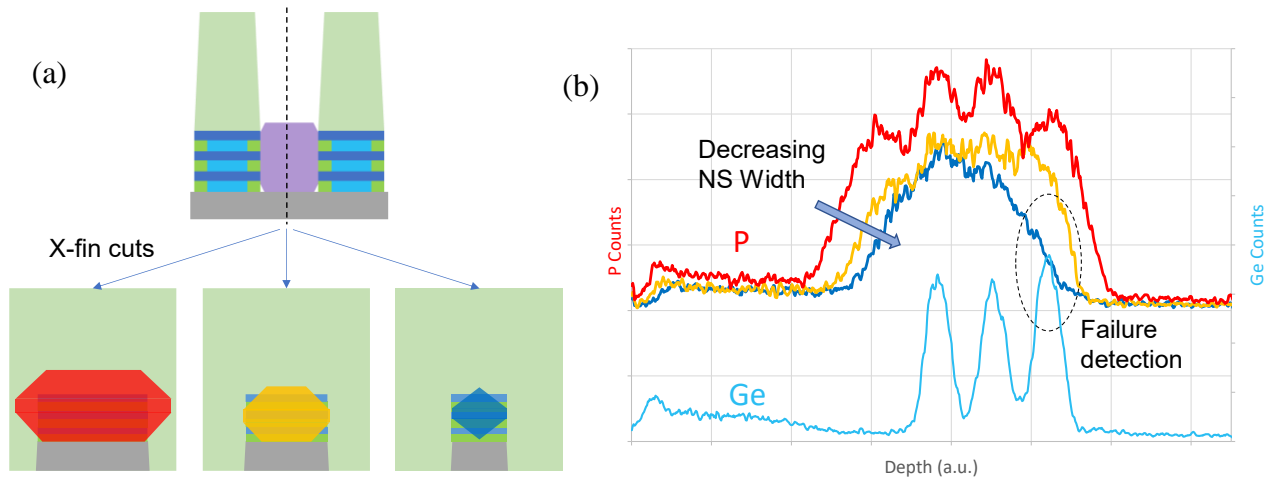 (a)
X-fin cuts
(b)
Decreasing
NS Width
P
Ge
Failure
detection
P Counts
Ge Counts
Depth (a.u.)